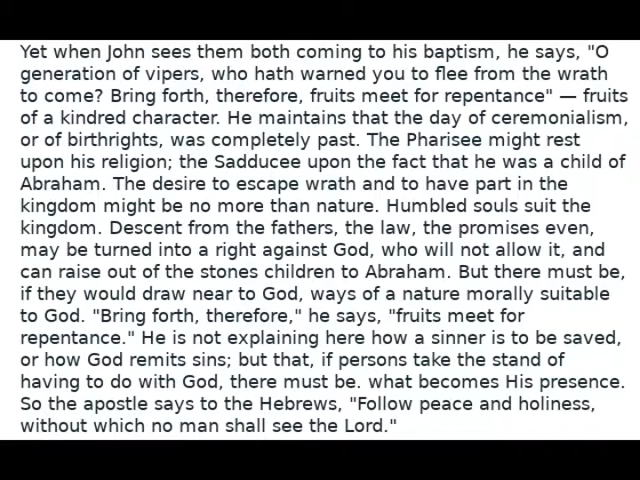 Yet when John sees them both coming to his baptism, he says, "O
generation of vipers, who hath warned you to flee from the wrath
to come? Bring forth, therefore, fruits meet for repentance" — fruits
of a kindred character. He maintains that the day of ceremonialism,
or of birthrights, was completely past. The Pharisee might rest
upon his religion; the Sadducee upon the fact that he was a child of
Abraham. The desire to escape wrath and to have part in the
kingdom might be no more than nature. Humbled souls suit the
kingdom. Descent from the fathers, the law, the promises even,
may be turned into a right against God, who will not allow it, and
can raise out of the stones children to Abraham. But there must be,
if they would draw near to God, ways of a nature morally suitable
to God. "Bring forth, therefore," he says, "fruits meet for
repentance." He is not explaining here how a sinner is to be saved,
or how God remits sins; but that, if persons take the stand of
having to do with God, there must be. what becomes His presence.
So the apostle says to the Hebrews, "Follow peace and holiness,
without which no man shall see the Lord."